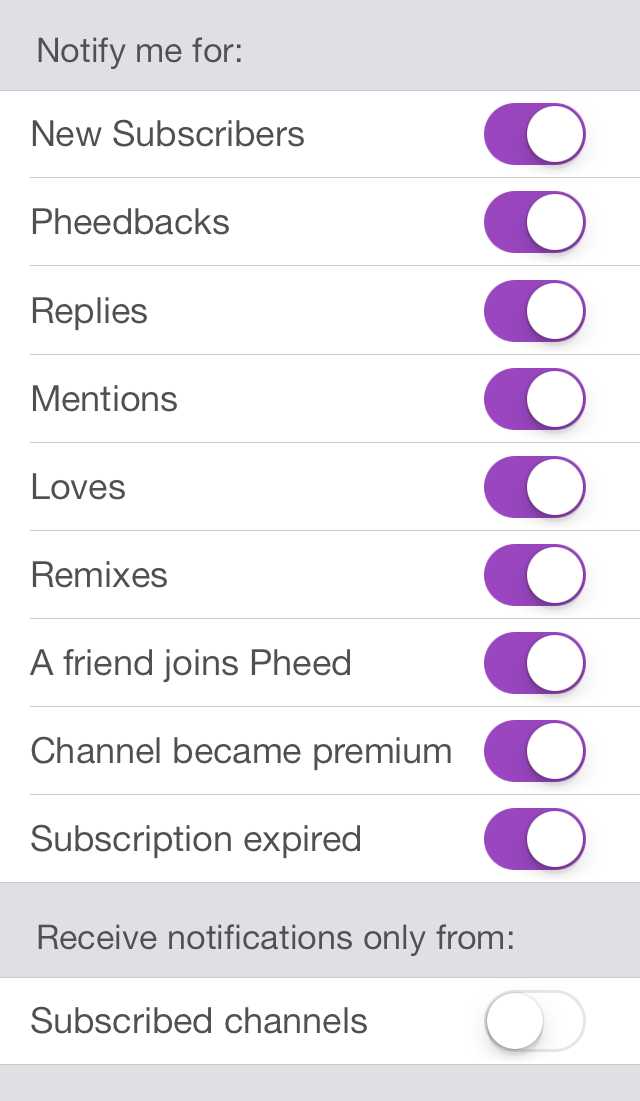 Notify me for:
New Subscribers
Pheedbacks
Replies
Mentions
Loves
Remixes
A friend joins Pheed
Channel became premium
Subscription expired
Receive notifications only from:
Subscribed channels